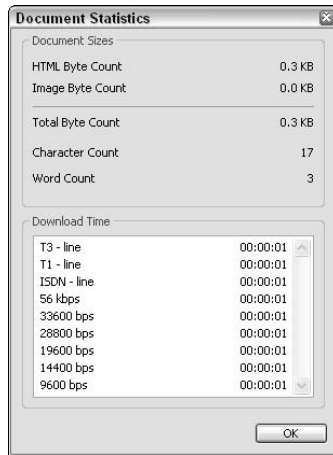 Document Statistics
Document Sizes
HTML Byte Count 0.3 KB
Image Byte Count 0.0 KB
Total Byte Count 0.3 KB
Character Count 17
Word Count 3
Download Time
T3 - line 00:00:01
T1 - line 00:00:01
ISDN - line 00:00:01
56 kbps 00:00:01
33600 bps 00:00:01
28800 bps 00:00:01
19600 bps 00:00:01
14400 bps 00:00:01
9600 bps 00:00:01
OK